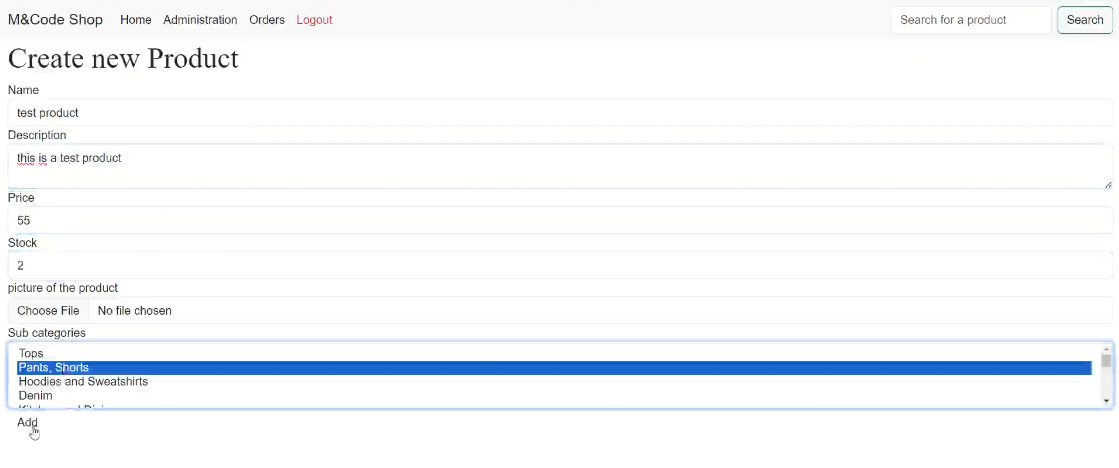 M&Code Shop Home Administration Orders Logout Search for a product Search
Create new Product
Name
test product
Description
this is a test product
Price
55
Stock
2
picture of the product
Choose File No file chosen
Sub categories
Tops
Pants, Shorts
Hoodies and Sweatshirts
Denim
Add